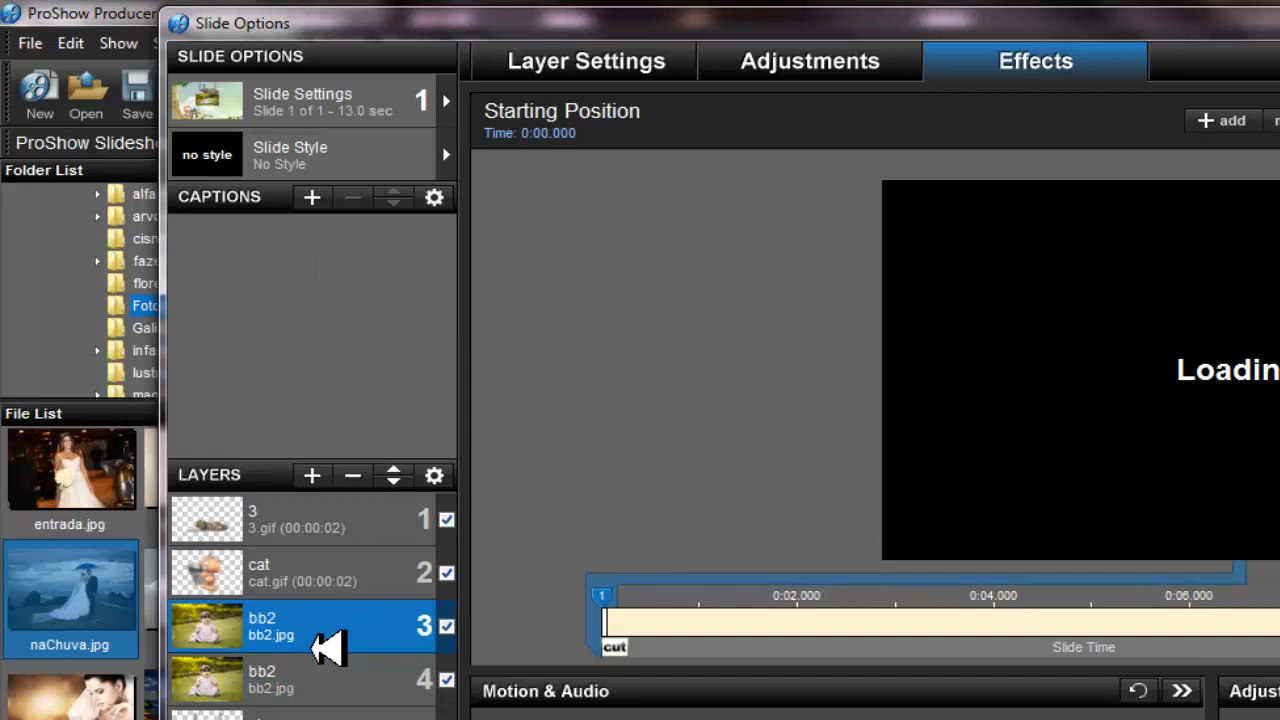 ProShow Producer
Slide Options
File Edit Show
SLIDE OPTIONS
Layer Settings
Adjustments
Effects
Slide Settings
Slide 1 of 1 - 13.0 sec
1
New Open Save
Starting Position
Time: 0:00.000
add
ProShow Slidesh
no style
Slide Style
No Style
Folder List
CAPTIONS
alfa
arvo
cisn
faze
flore
Foto
Gali
infa
lust
Loadin
File List
LAYERS
3
3.gif (00:00:02)
1
entrada.jpg
cat
cat.gif (00:00:02)
2
1
0:02.000
0:04.000
0:06.000
bb2
bb2.jpg
3
naChuva.jpg
cut
Slide Time
bb2
bb2.jpg
4
Motion & Audio
Adjust